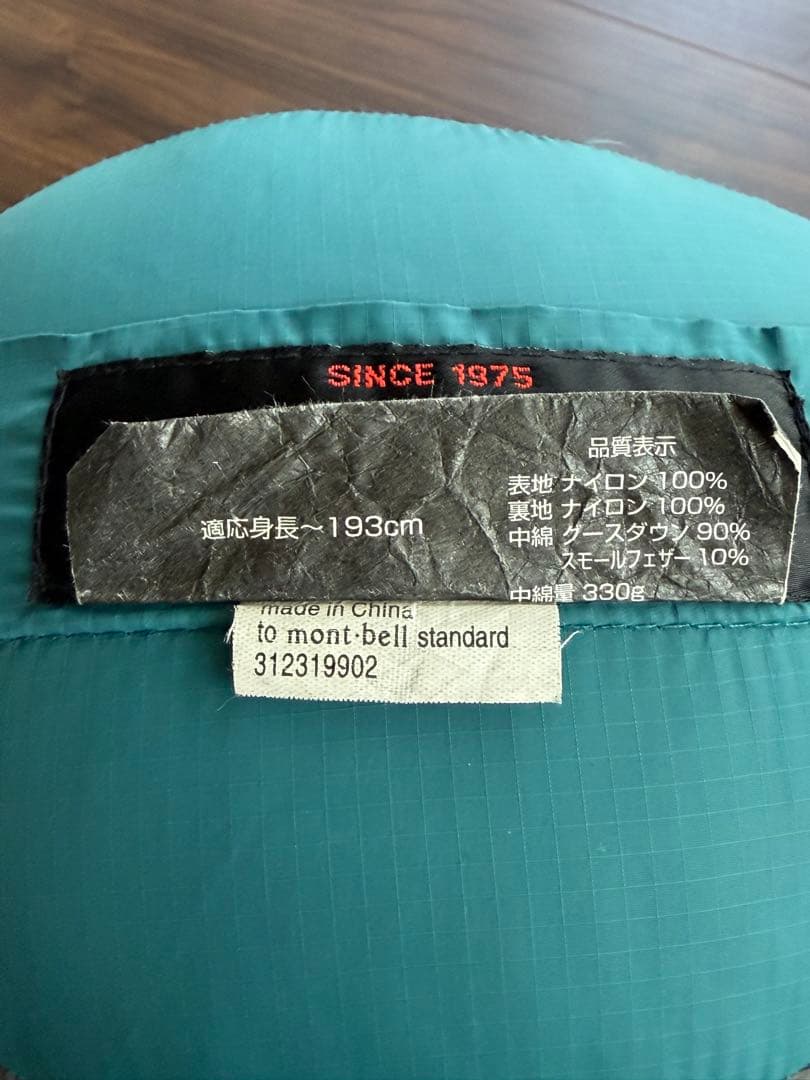 SINCE 1975
品質表示
表地 ナイロン 100%
裏地 ナイロン 100%
中綿 グースダウン 90%
スモールフェザー 10%
適応身長～193cm
中綿量 330g
made in China
to mont·bell standard
312319902